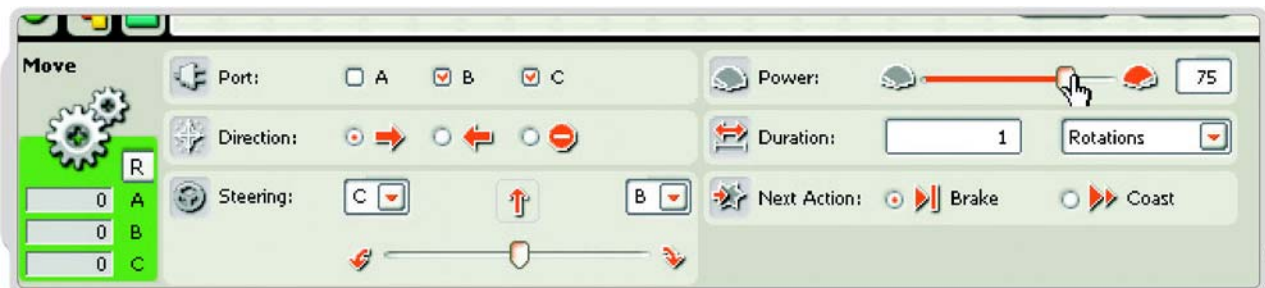 Move
R
0 A
0 B
0 C
Port: A B C
Direction:
Steering: C B
Power: 75
Duration: 1 Rotations
Next Action: Brake Coast